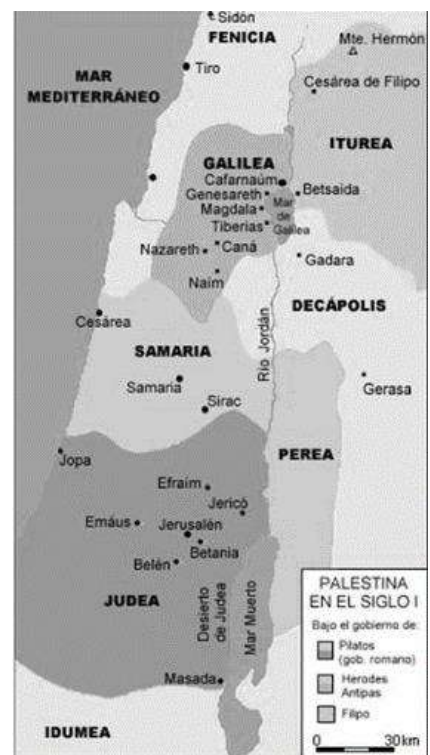 Sidón
FENICIA
MAR
MEDITERRÁNEO
Tiro
Mte. Hermón
Cesárea de Filipo
ITUREA
GALILEA
Cafarnaúm
Genesareth
Magdala
Tiberias
Mar
de
Galilea
Betsaida
Nazareth
Caná
Naím
Gadara
DECÁPOLIS
Cesárea
Río Jordán
SAMARIA
Samaria
Sirac
Gerasa
PEREA
Jopa
Efraím
Jericó
Emáus
Jerusalén
Betania
Belén
JUDEA
Desierto
de Judea
Mar Muerto
Masada
IDUMEA
PALESTINA
EN EL SIGLO I
Bajo el gobierno de:
Pilatos
(gob. romano)
Herodes
Antipas
Filipo
0 30km